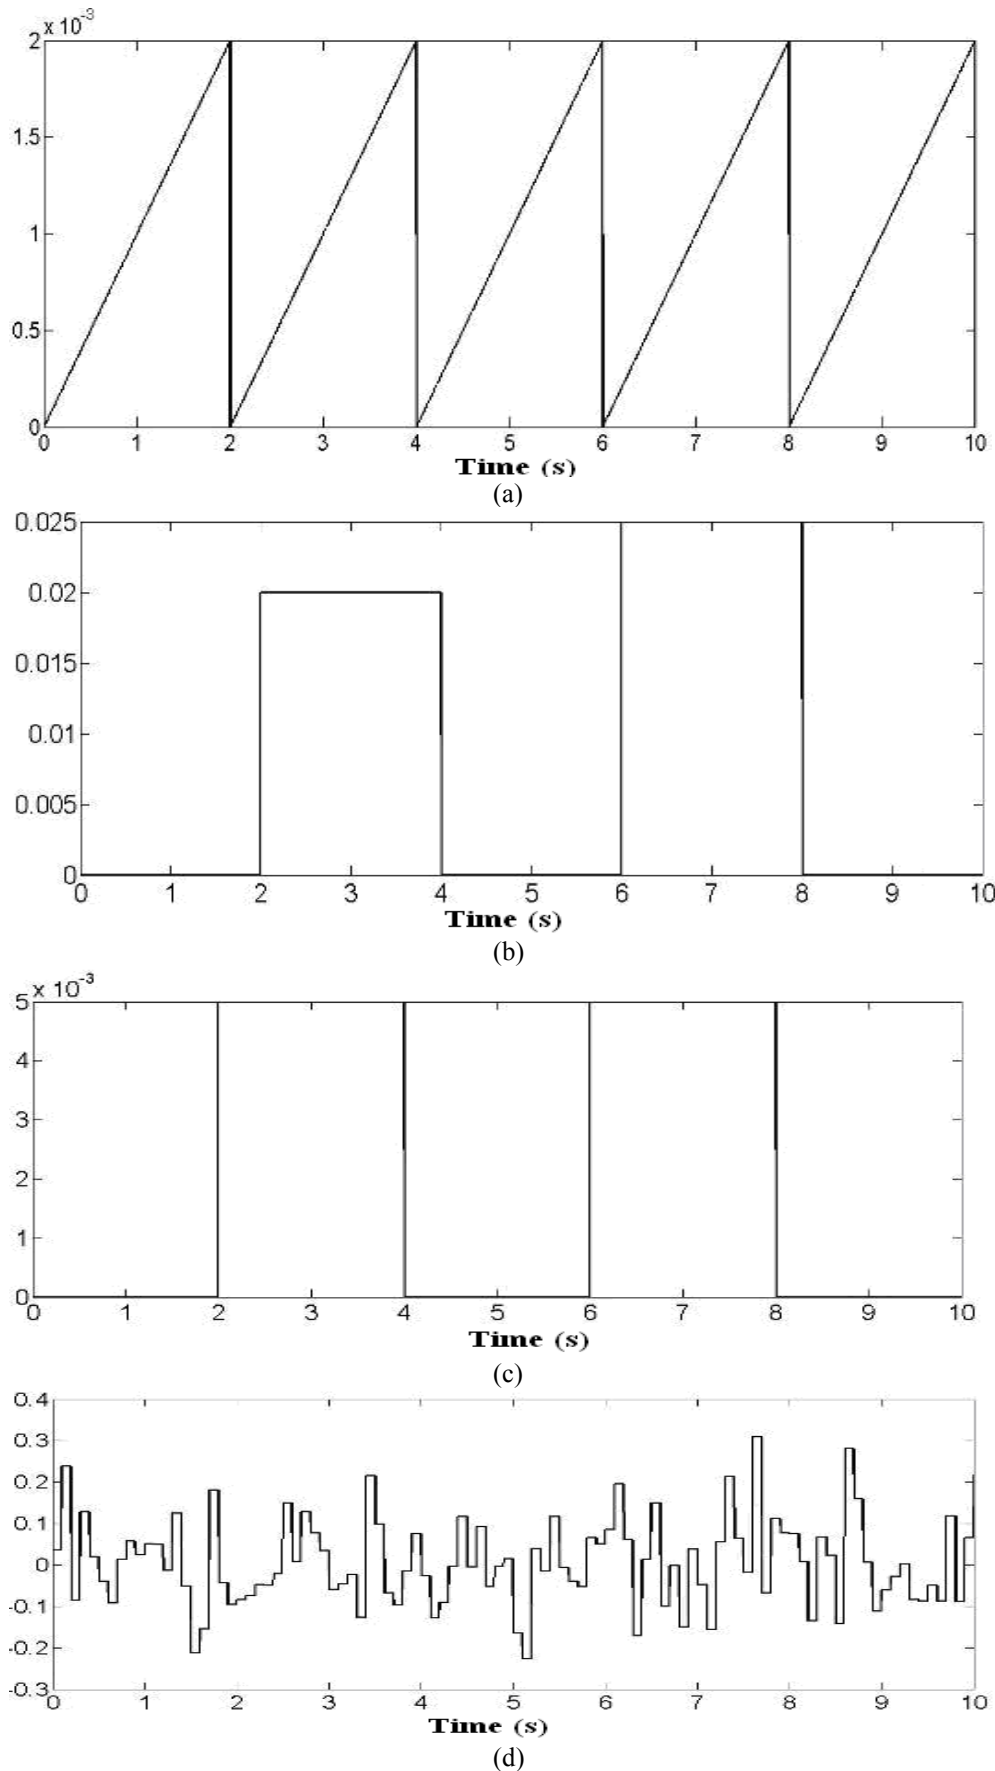 x 10⁻³
2
1.5
1
0.5
0
0 1 2 3 4 5 6 7 8 9 10
Time (s)
(a)
0.025
0.02
0.015
0.01
0.005
0
0 1 2 3 4 5 6 7 8 9 10
Time (s)
(b)
x 10⁻³
5
4
3
2
1
0
0 1 2 3 4 5 6 7 8 9 10
Time (s)
(c)
0.4
0.3
0.2
0.1
0
-0.1
-0.2
-0.3
0 1 2 3 4 5 6 7 8 9 10
Time (s)
(d)